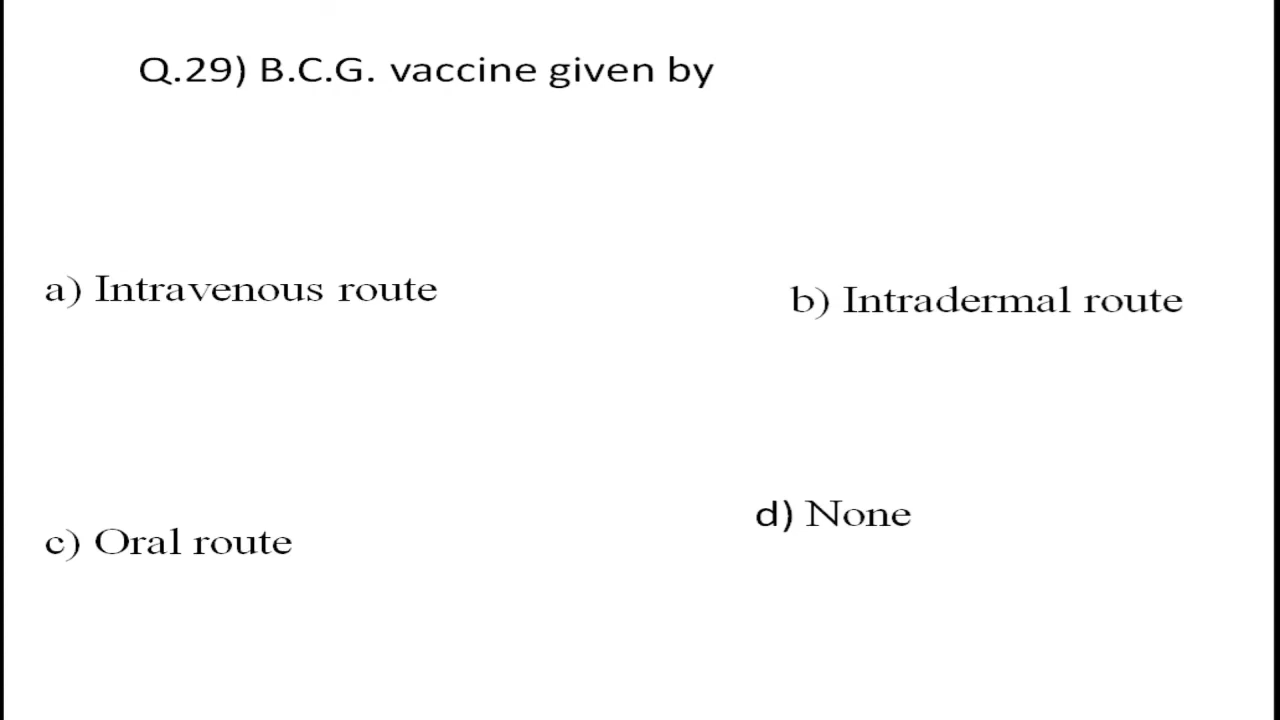 Q.29) B.C.G. vaccine given by
a) Intravenous route
b) Intradermal route
c) Oral route
d) None